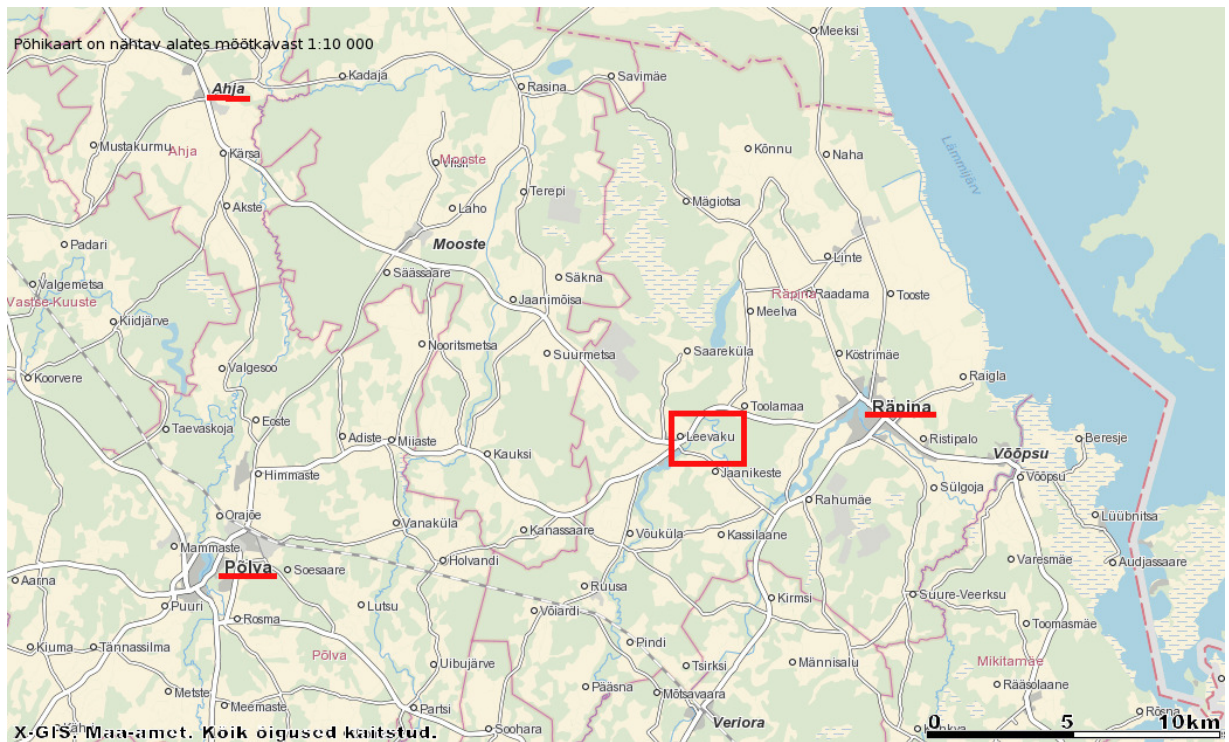 Meeksi
Põhikaart on nähtav alates mõõtkavast 1:10 000
Kadaja
Savimäe
Rasina
Ahja
Lämmijärv
Mustakurmu
Ahja
Kärsa
Mooste
Kõnnu
Naha
Terepi
Mägiotsa
Akste
Laho
Padari
Mooste
Linte
Säässaare
Säkna
Valgemetsa
Vastse-Kuuste
Jaanimõisa
Räpina
Raadama
Tooste
Kiidjärve
Meelva
Nooritsmetsa
Suurmetsa
Saareküla
Köstrimäe
Koorvere
Valgesoo
Raigla
Toolamaa
Räpina
Eoste
Taevaskoja
Adiste
Miiaste
Leevaku
Ristipalo
Beresje
Kauksi
Võõpsu
Himmaste
Jaanikeste
Võõpsu
Sülgoja
Rahumäe
Orajõe
Vanaküla
Kanassaare
Võuküla
Kassilaane
Lüübnitsa
Mammaste
Holvandi
Varesmäe
Audjassaare
Põlva
Soesaare
Aarna
Ruusa
Suure-Veerksu
Puuri
Lutsu
Võiardi
Kirmsi
Rosma
Toomasmäe
Kiuma
Tännassilma
Põlva
Pindi
Uibujärve
Tsirksi
Männisalu
Mikitamäe
Metste
Pääsna
Mõtsavaara
Rääsolaane
Meemaste
Partsi
Rõsna
Veriora
0 5 10km
X-GIS. Maa-amet. Kõik õigused kaitstud.
Soohara